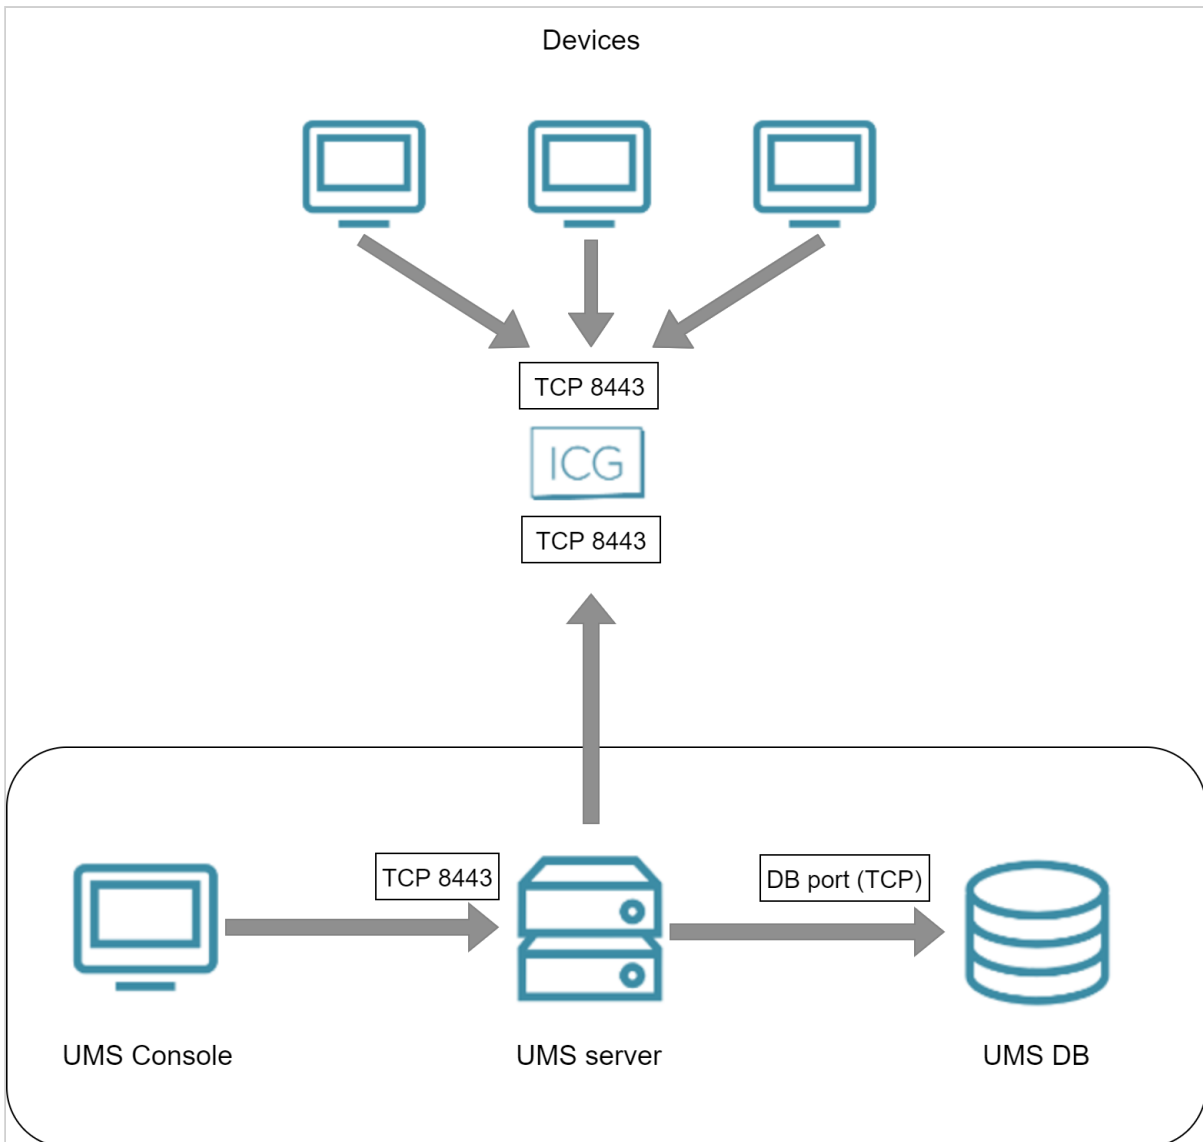 Devices
TCP 8443
ICG
TCP 8443
TCP 8443
DB port (TCP)
UMS Console
UMS server
UMS DB